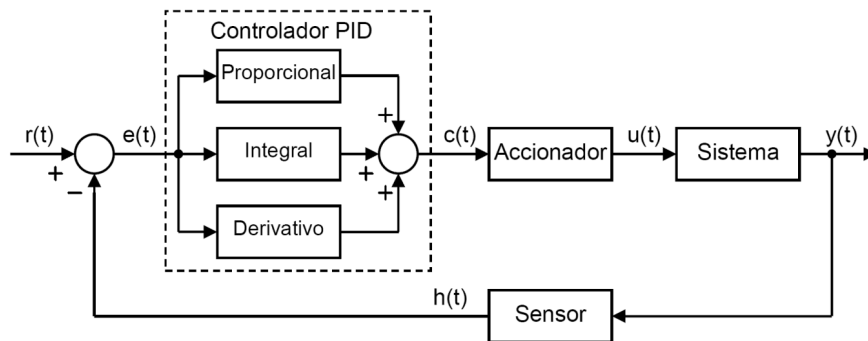 Controlador PID
Proporcional
+
r(t)
e(t)
Integral
c(t)
Accionador
u(t)
Sistema
y(t)
+
+
−
+
Derivativo
h(t)
Sensor